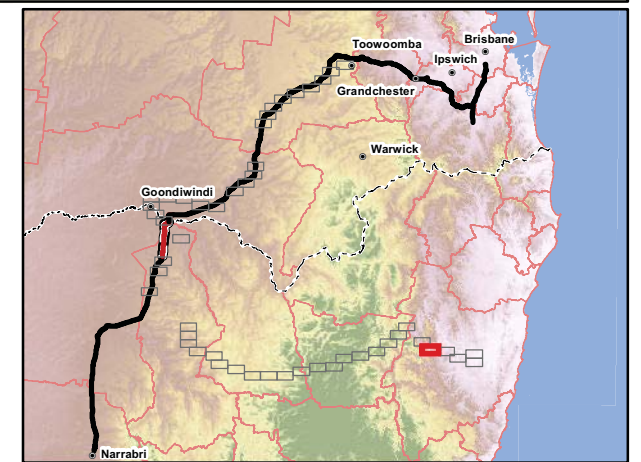 Brisbane
Toowoomba
Ipswich
Grandchester
Warwick
Goondiwindi
Narrabri